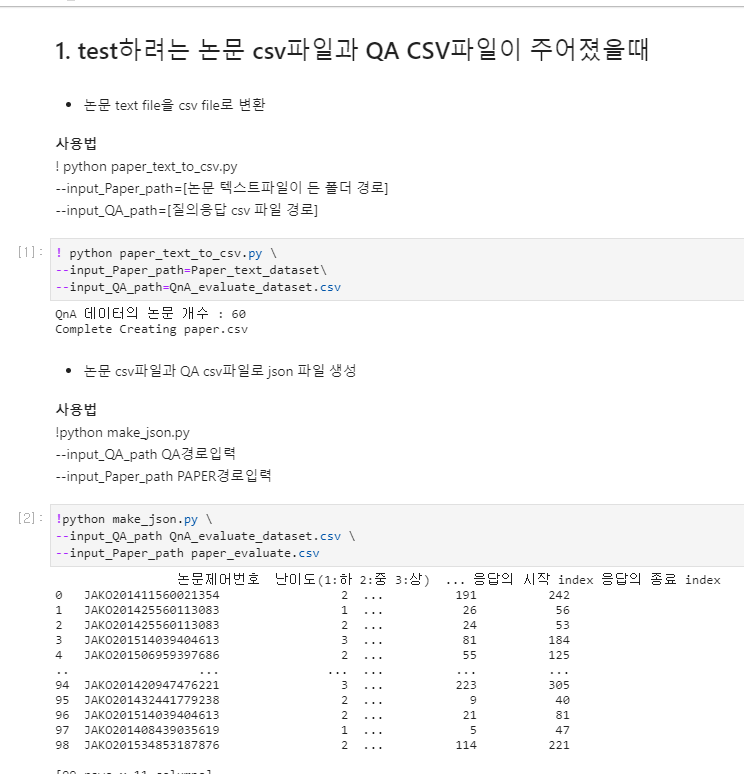 1. test하려는 논문 csv파일과 QA CSV파일이 주어졌을때
• 논문 text file을 csv file로 변환
사용법
! python paper_text_to_csv.py
--input_Paper_path=[논문 텍스트파일이 든 폴더 경로]
--input_QA_path=[질의응답 csv 파일 경로]
[1]: ! python paper_text_to_csv.py \
--input_Paper_path=Paper_text_dataset\
--input_QA_path=QnA_evaluate_dataset.csv
QnA 데이터의 논문 개수 : 60
Complete Creating paper.csv
• 논문 csv파일과 QA csv파일로 json 파일 생성
사용법
!python make_json.py
--input_QA_path QA경로입력
--input_Paper_path PAPER경로입력
[2]: !python make_json.py \
--input_QA_path QnA_evaluate_dataset.csv \
--input_Paper_path paper_evaluate.csv
논문제어번호 난이도(1:하 2:중 3:상) ... 응답의 시작 index 응답의 종료 index
0 JAKO201411560021354 2 ... 191 242
1 JAKO201425560113083 1 ... 26 56
2 JAKO201425560113083 2 ... 24 53
3 JAKO201514039404613 3 ... 81 184
4 JAKO201506959397686 2 ... 55 125
.. ... ... ... ... ...
94 JAKO201420947476221 3 ... 223 305
95 JAKO201432441779238 2 ... 9 40
96 JAKO201514039404613 2 ... 21 81
97 JAKO201408439035619 1 ... 5 47
98 JAKO201534853187876 2 ... 114 221